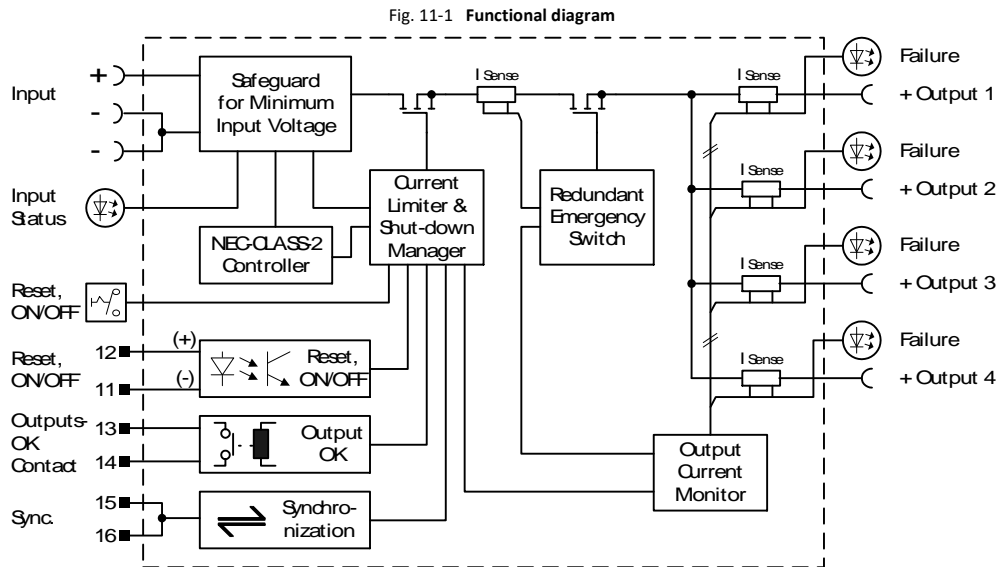 Fig. 11-1 Functional diagram
Input
+
-
-
Safeguard
for Minimum
Input Voltage
I Sense
I Sense
Failure
+ Output 1
Input
Status
NEC-CLASS-2
Controller
Current
Limiter &
Shut-down
Manager
Redundant
Emergency
Switch
I Sense
Failure
+ Output 2
I Sense
Failure
+ Output 3
I Sense
Failure
+ Output 4
Reset,
ON/OFF
Reset,
ON/OFF
12
(+)
11
(-)
Reset,
ON/OFF
Outputs-
OK
Contact
13
14
Output
OK
Output
Current
Monitor
Sync.
15
16
Synchro-
nization